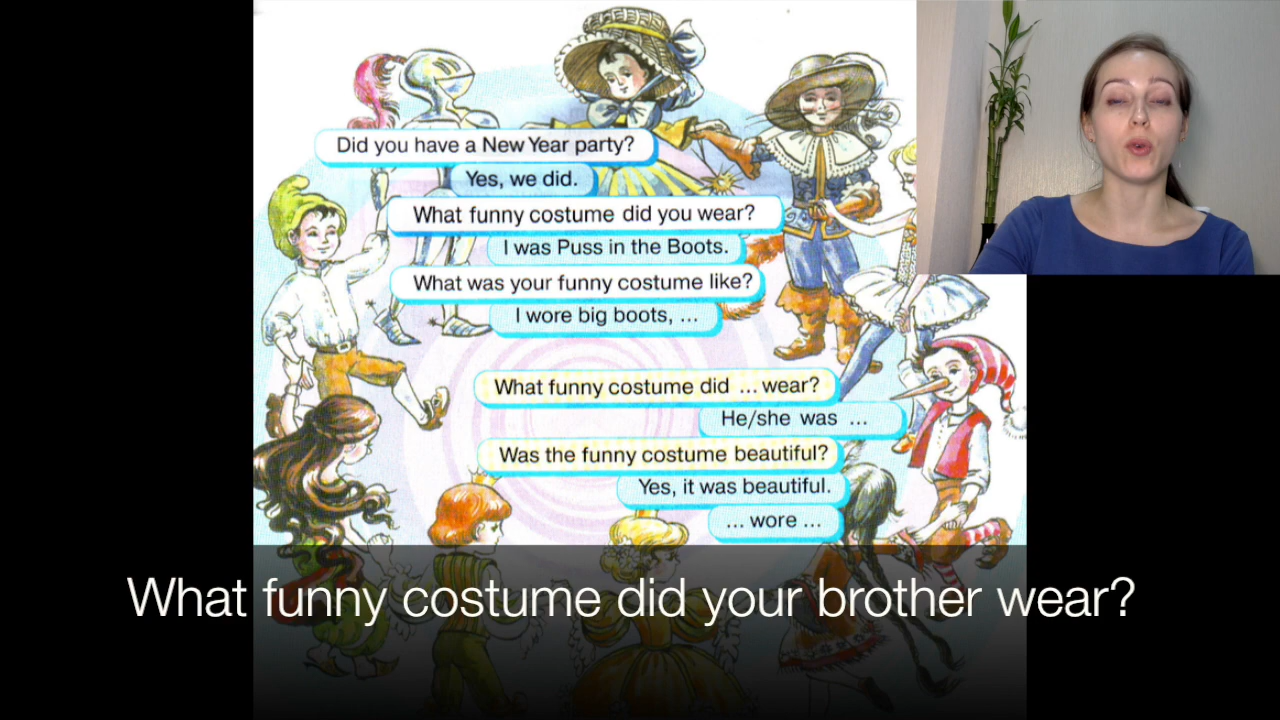 Did you have a New Year party?
Yes, we did.
What funny costume did you wear?
I was Puss in the Boots.
What was your funny costume like?
I wore big boots, ...
What funny costume did ... wear?
He/she was ...
Was the funny costume beautiful?
Yes, it was beautiful.
... wore ...
What funny costume did your brother wear?